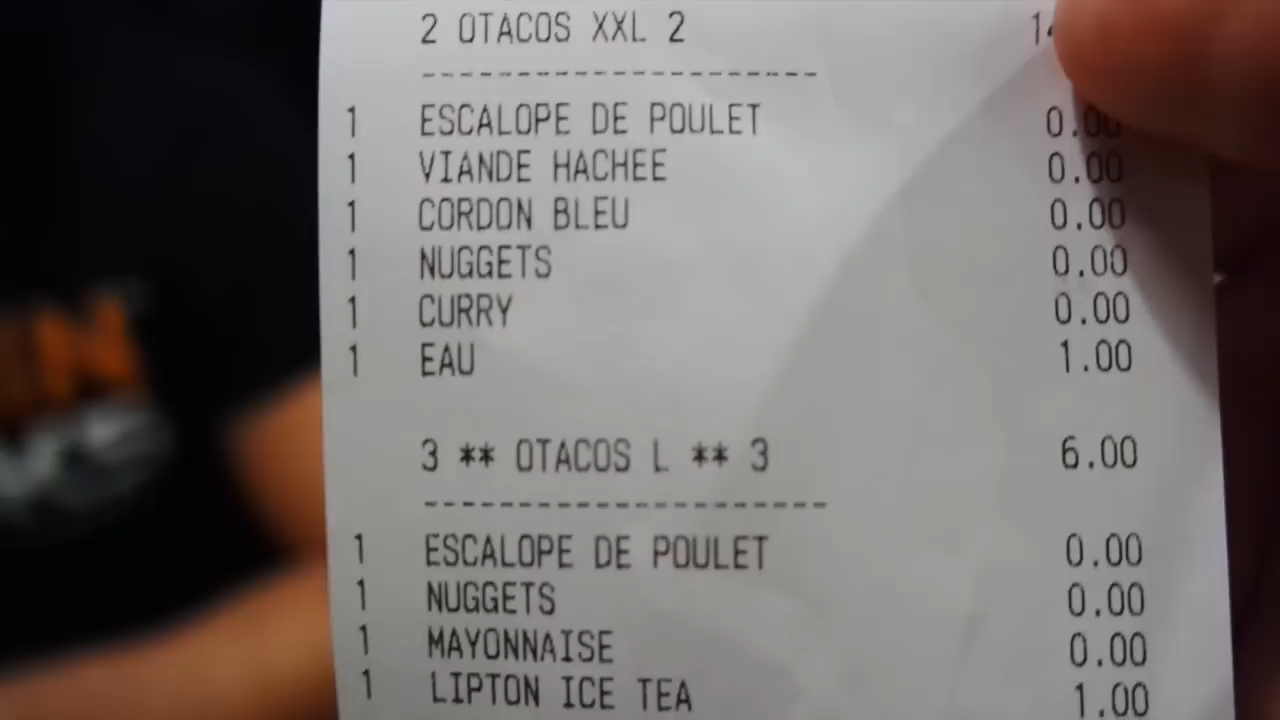 2 OTACOS XXL 2
--------------------
1 ESCALOPE DE POULET 0.00
1 VIANDE HACHEE 0.00
1 CORDON BLEU 0.00
1 NUGGETS 0.00
1 CURRY 0.00
1 EAU 1.00
3 ** OTACOS L ** 3 6.00
--------------------
1 ESCALOPE DE POULET 0.00
1 NUGGETS 0.00
1 MAYONNAISE 0.00
1 LIPTON ICE TEA 1.00